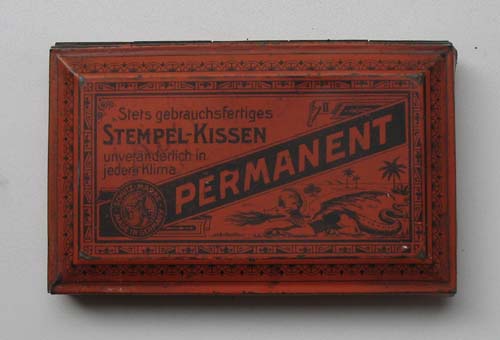 Stets gebrauchsfertiges
STEMPEL-KISSEN
unveränderlich in
jedem Klima
PERMANENT